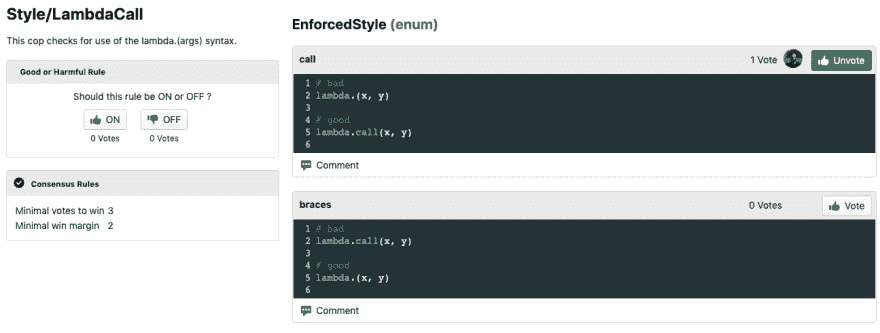 Style/LambdaCall
This cop checks for use of the lambda.(args) syntax.
Good or Harmful Rule
Should this rule be ON or OFF ?
ON OFF
0 Votes 0 Votes
Consensus Rules
Minimal votes to win 3
Minimal win margin 2
EnforcedStyle (enum)
call 1 Vote Unvote
1 # bad
2 lambda.(x, y)
3
4 # good
5 lambda.call(x, y)
6
Comment
braces 0 Votes Vote
1 # bad
2 lambda.call(x, y)
3
4 # good
5 lambda.(x, y)
6
Comment